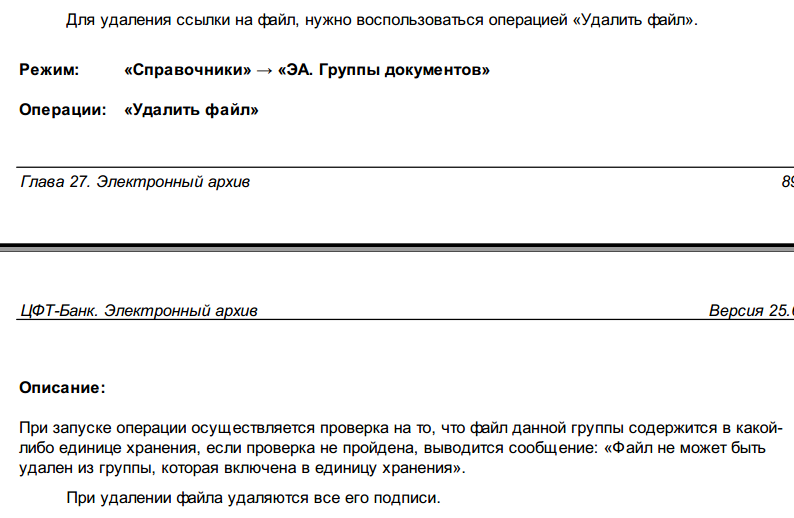 Для удаления ссылки на файл, нужно воспользоваться операцией «Удалить файл».
Режим: «Справочники» → «ЭА. Группы документов»
Операции: «Удалить файл»
Глава 27. Электронный архив 89
ЦФТ-Банк. Электронный архив Версия 25.
Описание:
При запуске операции осуществляется проверка на то, что файл данной группы содержится в какой-
либо единице хранения, если проверка не пройдена, выводится сообщение: «Файл не может быть
удален из группы, которая включена в единицу хранения».
При удалении файла удаляются все его подписи.